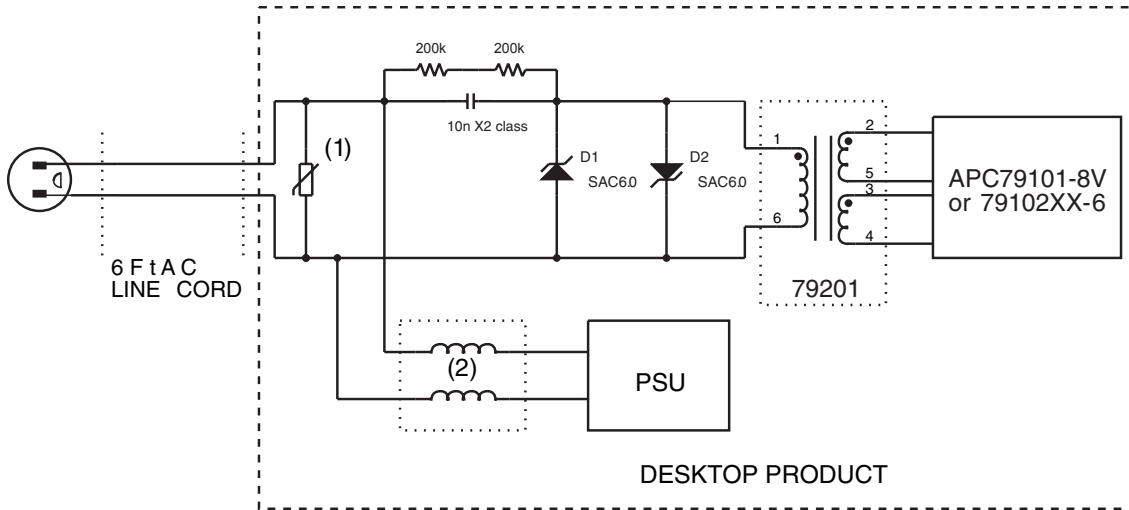 200k 200k
10n X2 class
(1)
D1
SAC6.0
D2
SAC6.0
1
6
2
5
3
4
79201
APC79101-8V
or 79102XX-6
6 F t A C
LINE CORD
(2)
PSU
DESKTOP PRODUCT